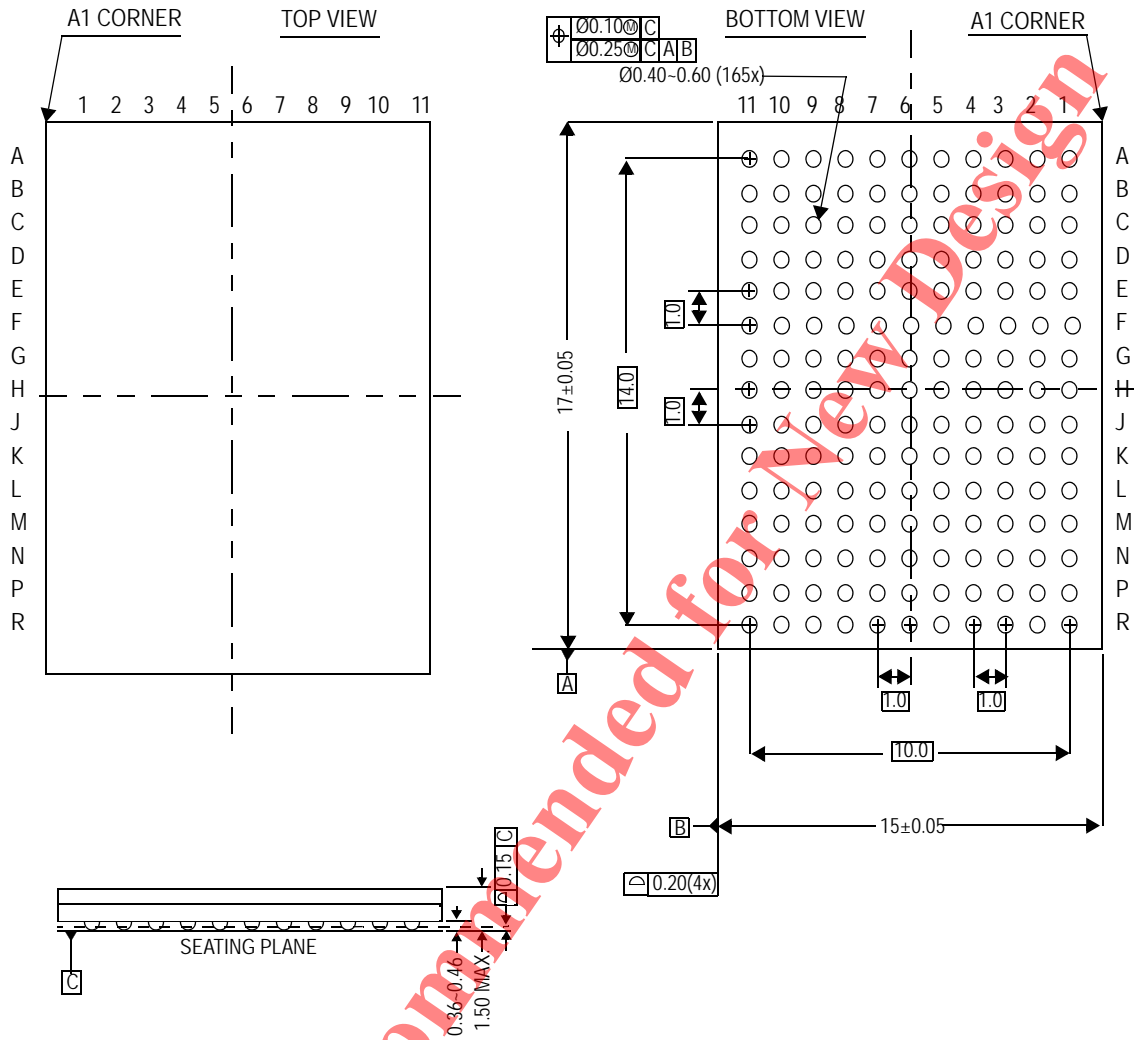 A1 CORNER
TOP VIEW
1 2 3 4 5 6 7 8 9 10 11
A
B
C
D
E
F
G
H
J
K
L
M
N
P
R
Ø0.10Ⓜ C
Ø0.25Ⓜ C A B
BOTTOM VIEW
A1 CORNER
Ø0.40~0.60 (165x)
11 10 9 8 7 6 5 4 3 2 1
A
B
C
D
E
F
G
H
J
K
L
M
N
P
R
17±0.05
14.0
1.0
1.0
A
1.0
1.0
10.0
B
15±0.05
0.20(4x)
0.15 C
SEATING PLANE
C
0.36~0.46
1.50 MAX.
ommended for New Design